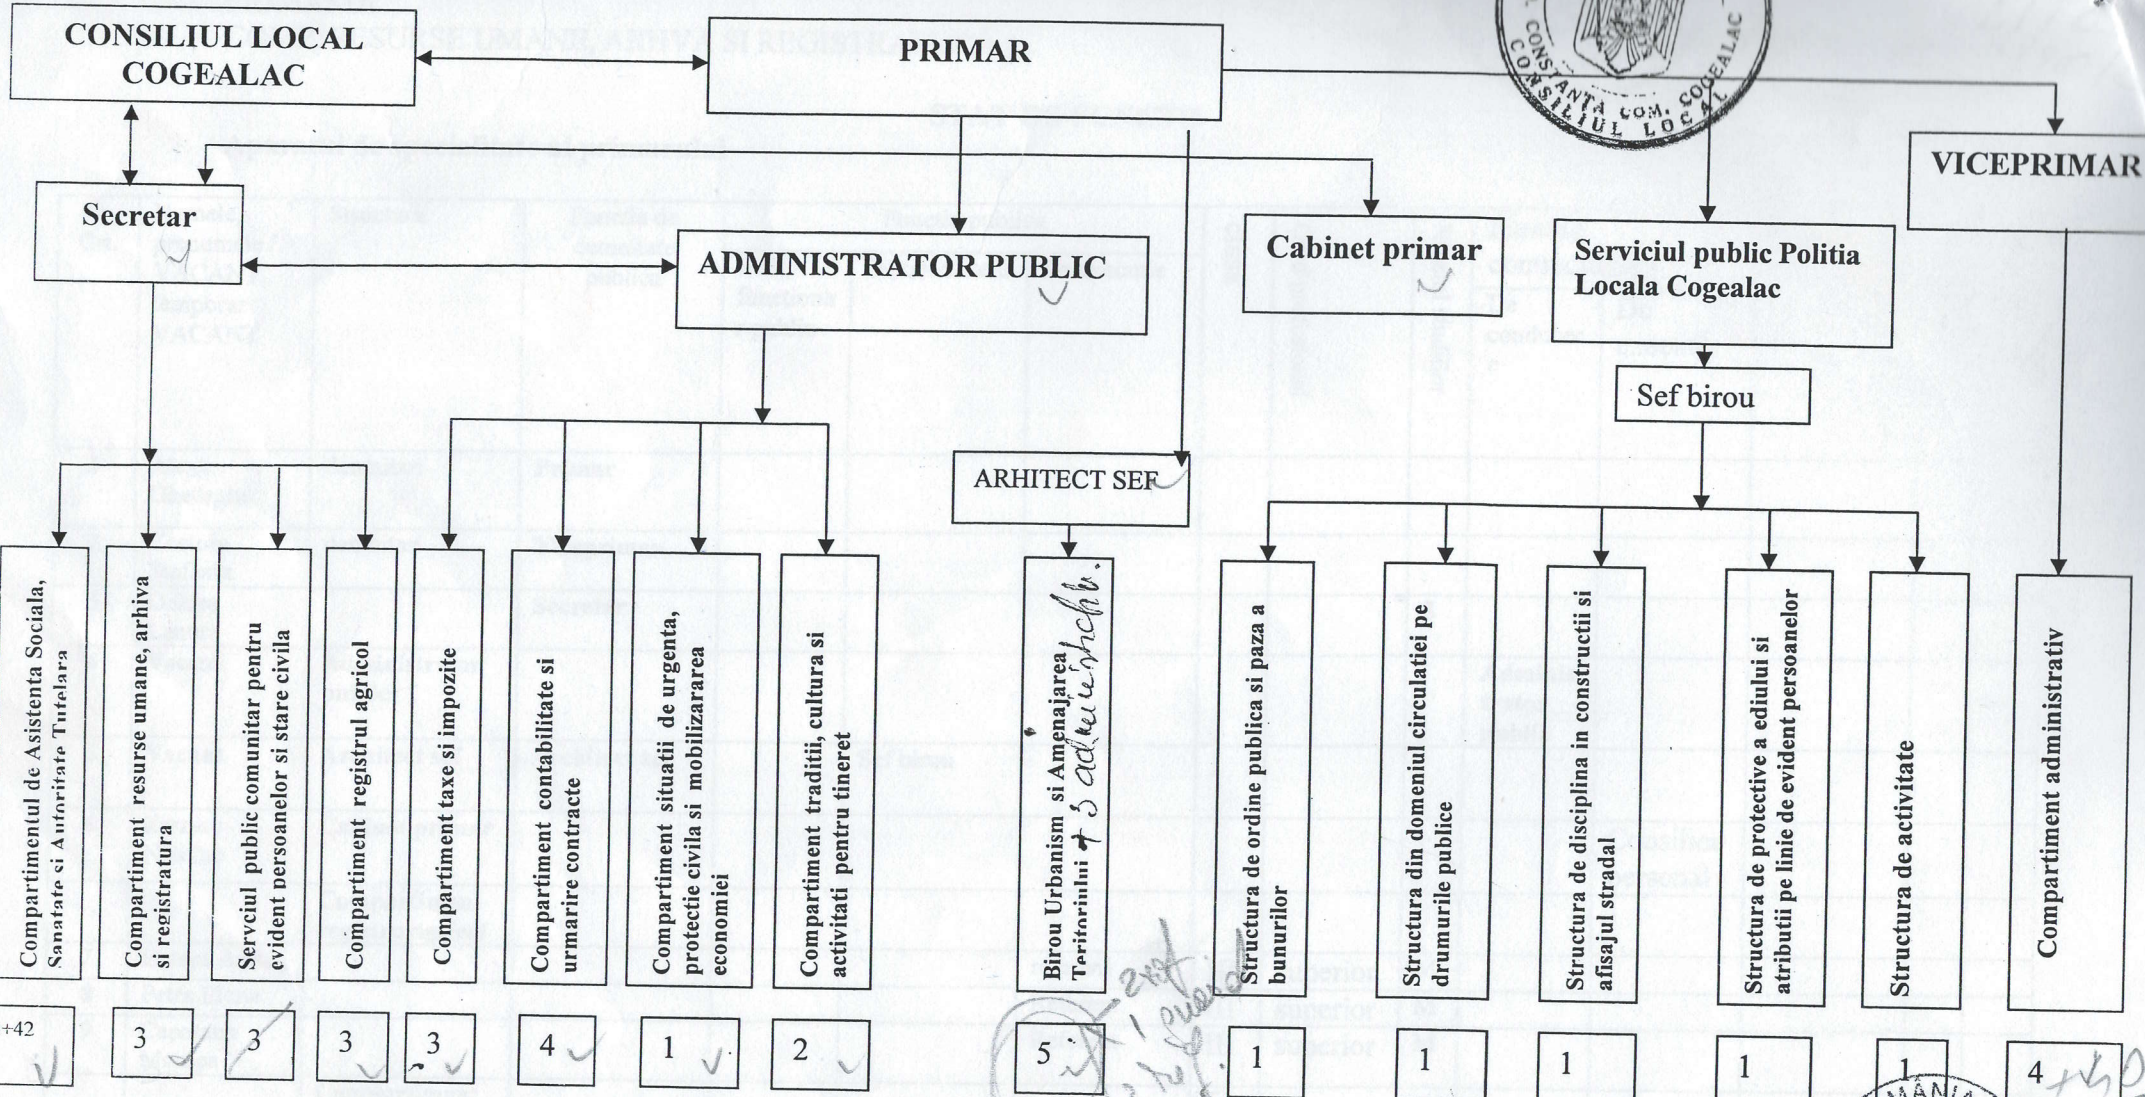 CONSILIUL LOCAL
COGEALAC
PRIMAR
CONSTANTA COM. COGEALAC
CONSILIUL LOCAL
VICEPRIMAR
Secretar
ADMINISTRATOR PUBLIC
Cabinet primar
Serviciul public Politia
Locala Cogealac
Sef birou
ARHITECT SEF
Compartimentul de Asistenta Sociala,
Sanatate si Autoritate Tutelara
Compartiment resurse umane, arhiva
si registratura
Serviciul public comunitar pentru
evident persoanelor si stare civila
Compartiment registrul agricol
Compartiment taxe si impozite
Compartiment contabilitate si
urmarire contracte
Compartiment situatii de urgenta,
protectie civila si mobilizararea
economiei
Compartiment traditii, cultura si
activitati pentru tineret
Birou Urbanism si Amenajarea
Teritoriului
Structura de ordine publica si paza a
bunurilor
Structura din domeniul circulatiei pe
drumurile publice
Structura de disciplina in constructii si
afisajul stradal
Structura de protective a ediului si
atributii pe linie de evident persoanelor
Structura de activitate
Compartiment administrativ
+42
3
3
3
3
4
1
2
5
1
1
1
1
1
4